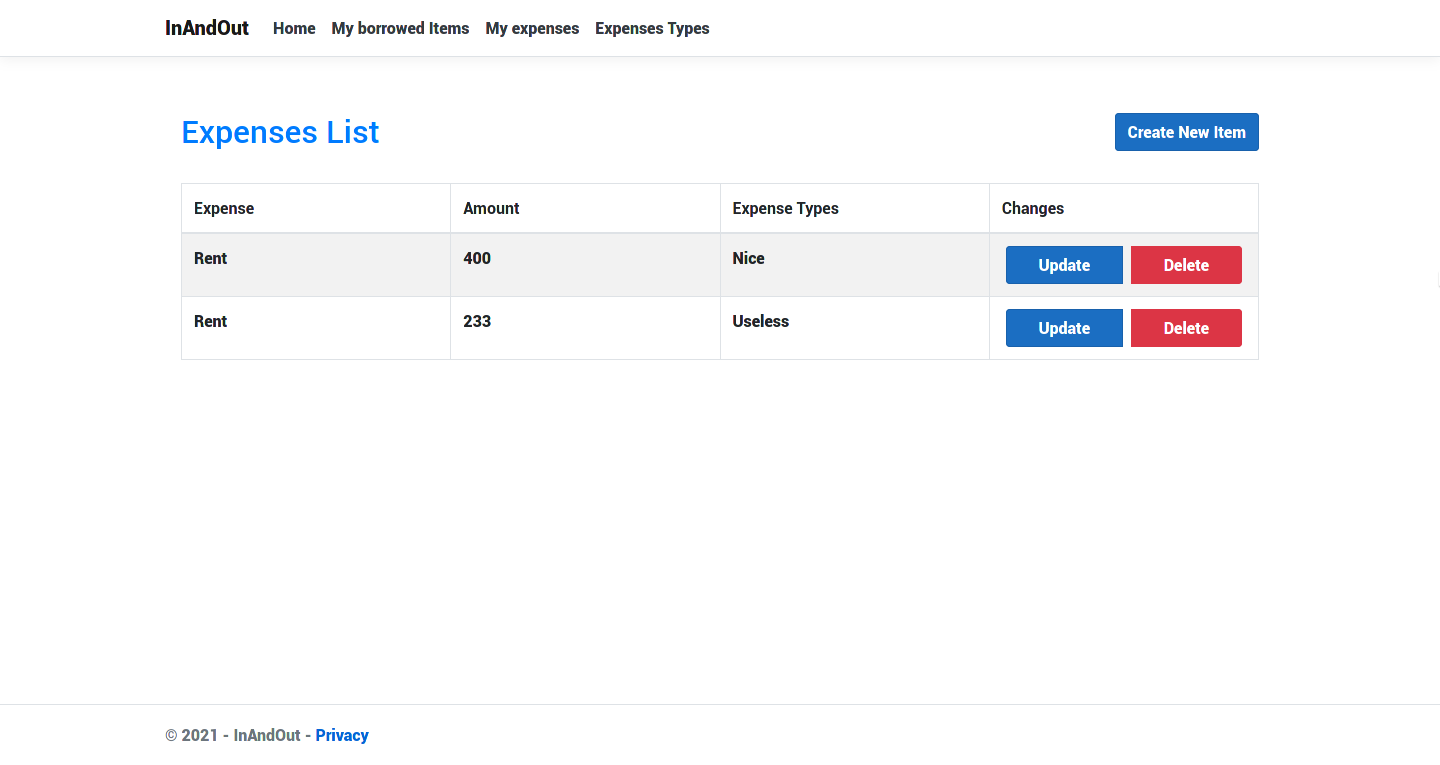 InAndOut Home My borrowed Items My expenses Expenses Types
Expenses List Create New Item
Expense Amount Expense Types Changes
Rent 400 Nice Update Delete
Rent 233 Useless Update Delete
© 2021 - InAndOut - Privacy